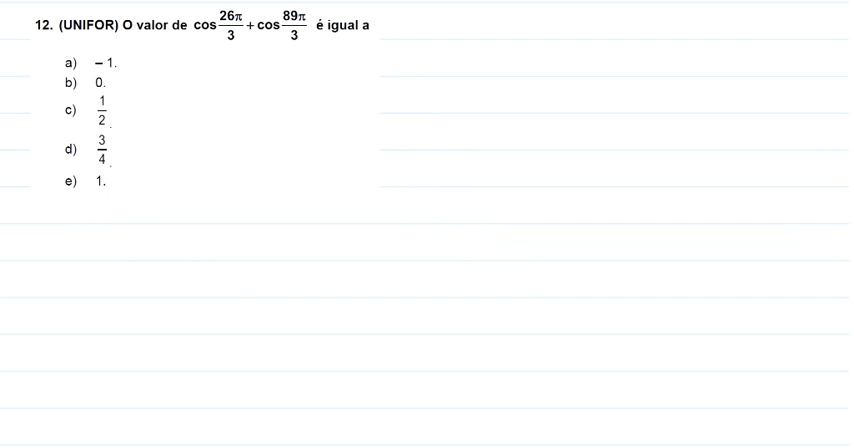 12. (UNIFOR) O valor de cos 26π/3 + cos 89π/3 é igual a
a) – 1.
b) 0.
c) 1/2.
d) 3/4.
e) 1.